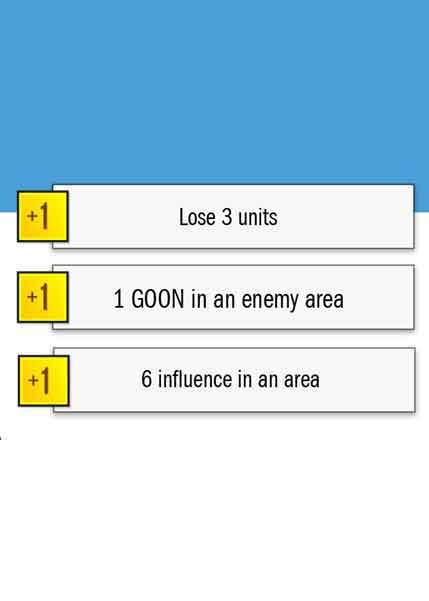 +1 Lose 3 units
+1 1 GOON in an enemy area
+1 6 influence in an area